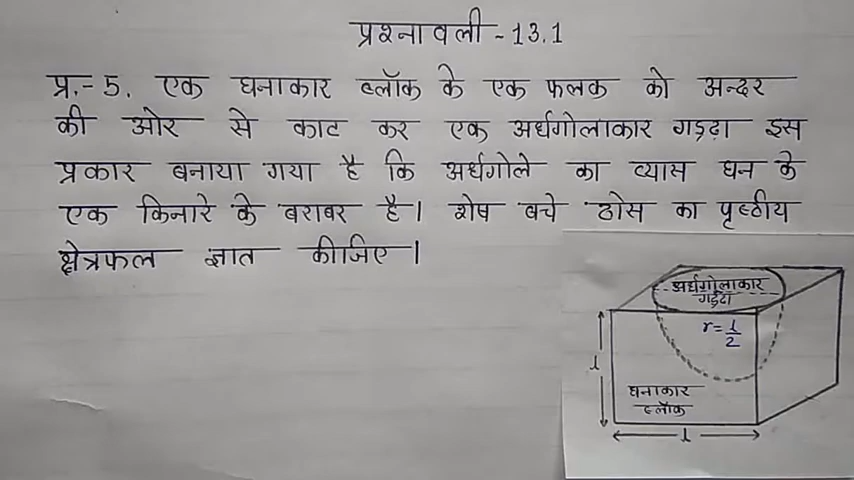 प्रश्नावली - 13.1
प्र.- 5. एक घनाकार ब्लॉक के एक फलक को अन्दर
की ओर से काट कर एक अर्धगोलाकार गड्ढा इस
प्रकार बनाया गया है कि अर्धगोले का व्यास घन के
एक किनारे के बराबर है। शेष बचे ठोस का पृष्ठीय
क्षेत्रफल ज्ञात कीजिए।
अर्धगोलाकार
गड्ढा
r = l/2
l
घनाकार
ब्लॉक
l